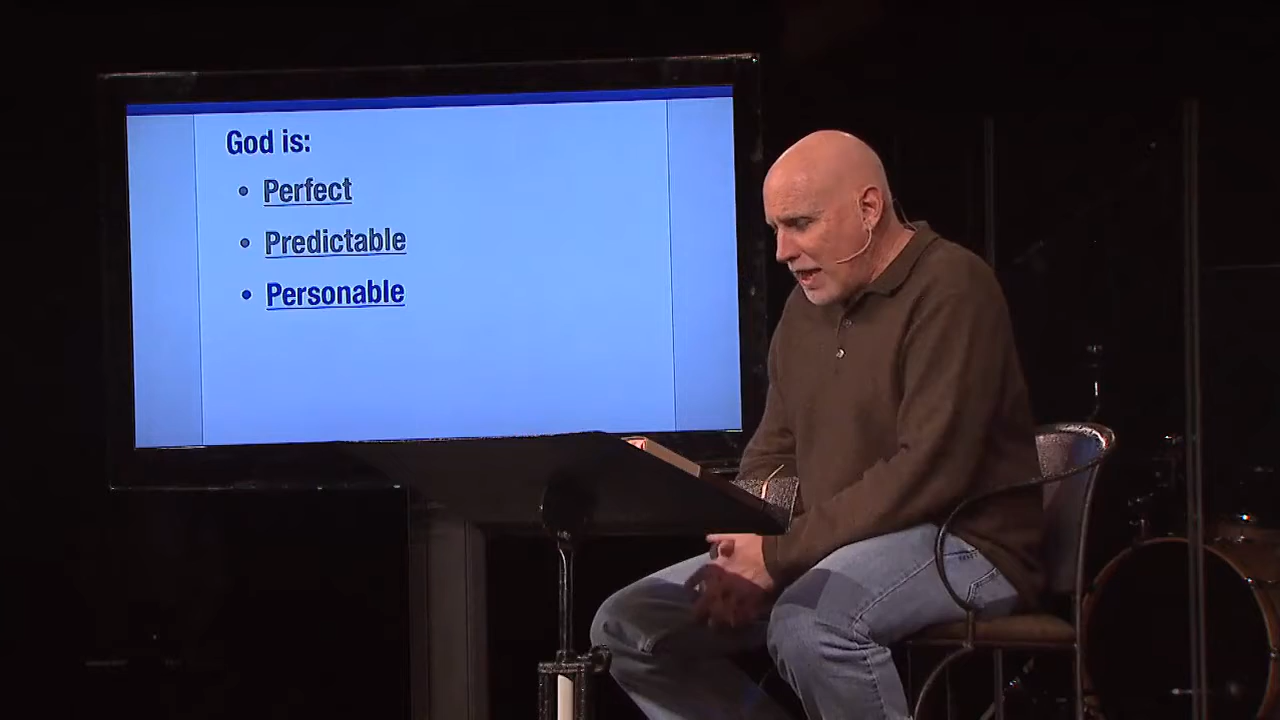 God is:
• Perfect
• Predictable
• Personable